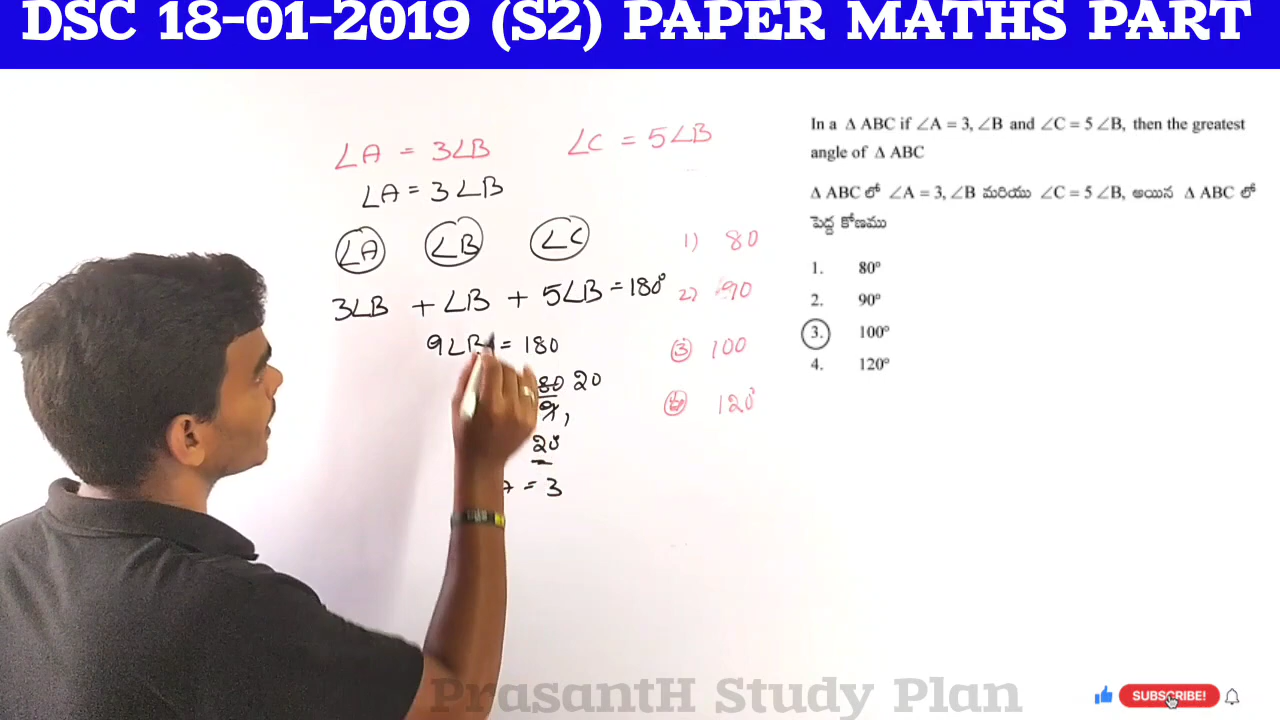 DSC 18-01-2019 (S2) PAPER MATHS PART
∠A = 3∠B ∠C = 5∠B
∠A = 3∠B
∠A ∠B ∠C
3∠B + ∠B + 5∠B = 180°
9∠B = 180
80 20
9,
20
= 3
1) 80
2) 90
3) 100
120°
In a Δ ABC if ∠A = 3, ∠B and ∠C = 5 ∠B, then the greatest
angle of Δ ABC
Δ ABC లో ∠A = 3, ∠B మరియు ∠C = 5 ∠B, అయిన Δ ABC లో
పెద్ద కోణము
1. 80°
2. 90°
3. 100°
4. 120°
PrasantH Study Plan
SUBSCRIBE!